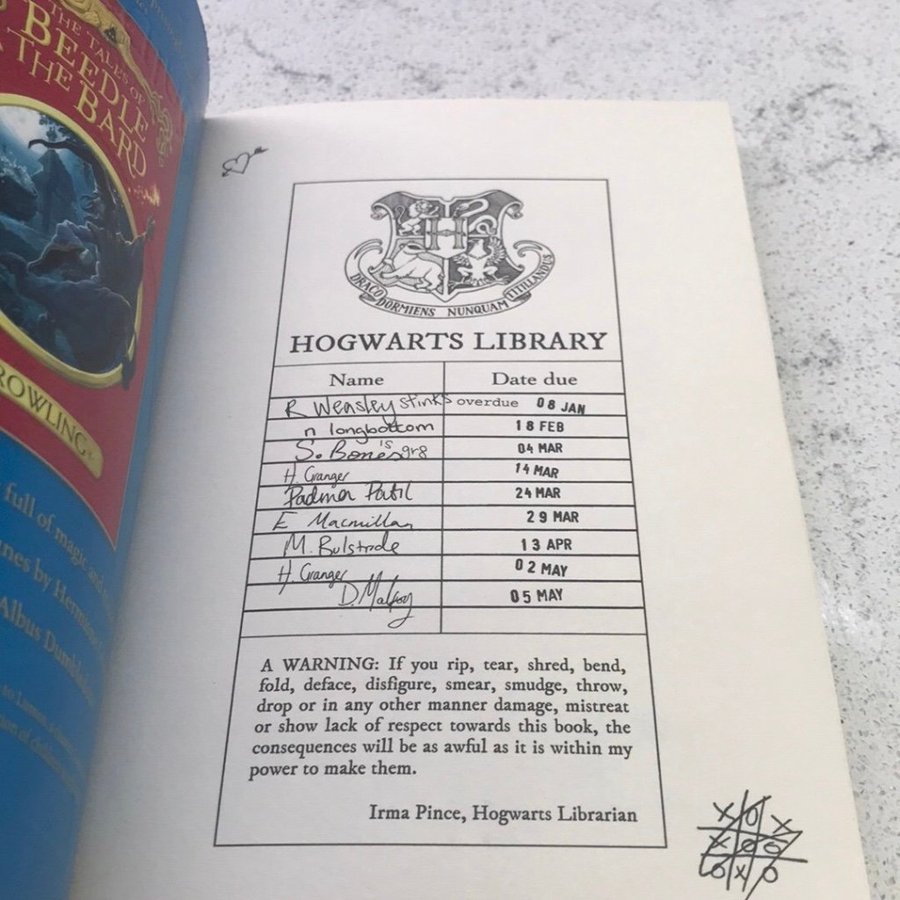 THE TALES OF
BEEDLE
THE BARD
ROWLING
full of magic and
by
Albus
DRACO DORMIENS NUNQUAM TITILLANDUS
HOGWARTS LIBRARY
Name Date due
R Weasley stinks overdue 08 JAN
n longbottom 18 FEB
S. Bones is gr8 04 MAR
H. Granger 14 MAR
Padma Patil 24 MAR
E Macmillan 29 MAR
M. Bulstrode 13 APR
H. Granger 02 MAY
D. Malfoy 05 MAY
A WARNING: If you rip, tear, shred, bend,
fold, deface, disfigure, smear, smudge, throw,
drop or in any other manner damage, mistreat
or show lack of respect towards this book, the
consequences will be as awful as it is within my
power to make them.
Irma Pince, Hogwarts Librarian
X O X
X O O
O X O